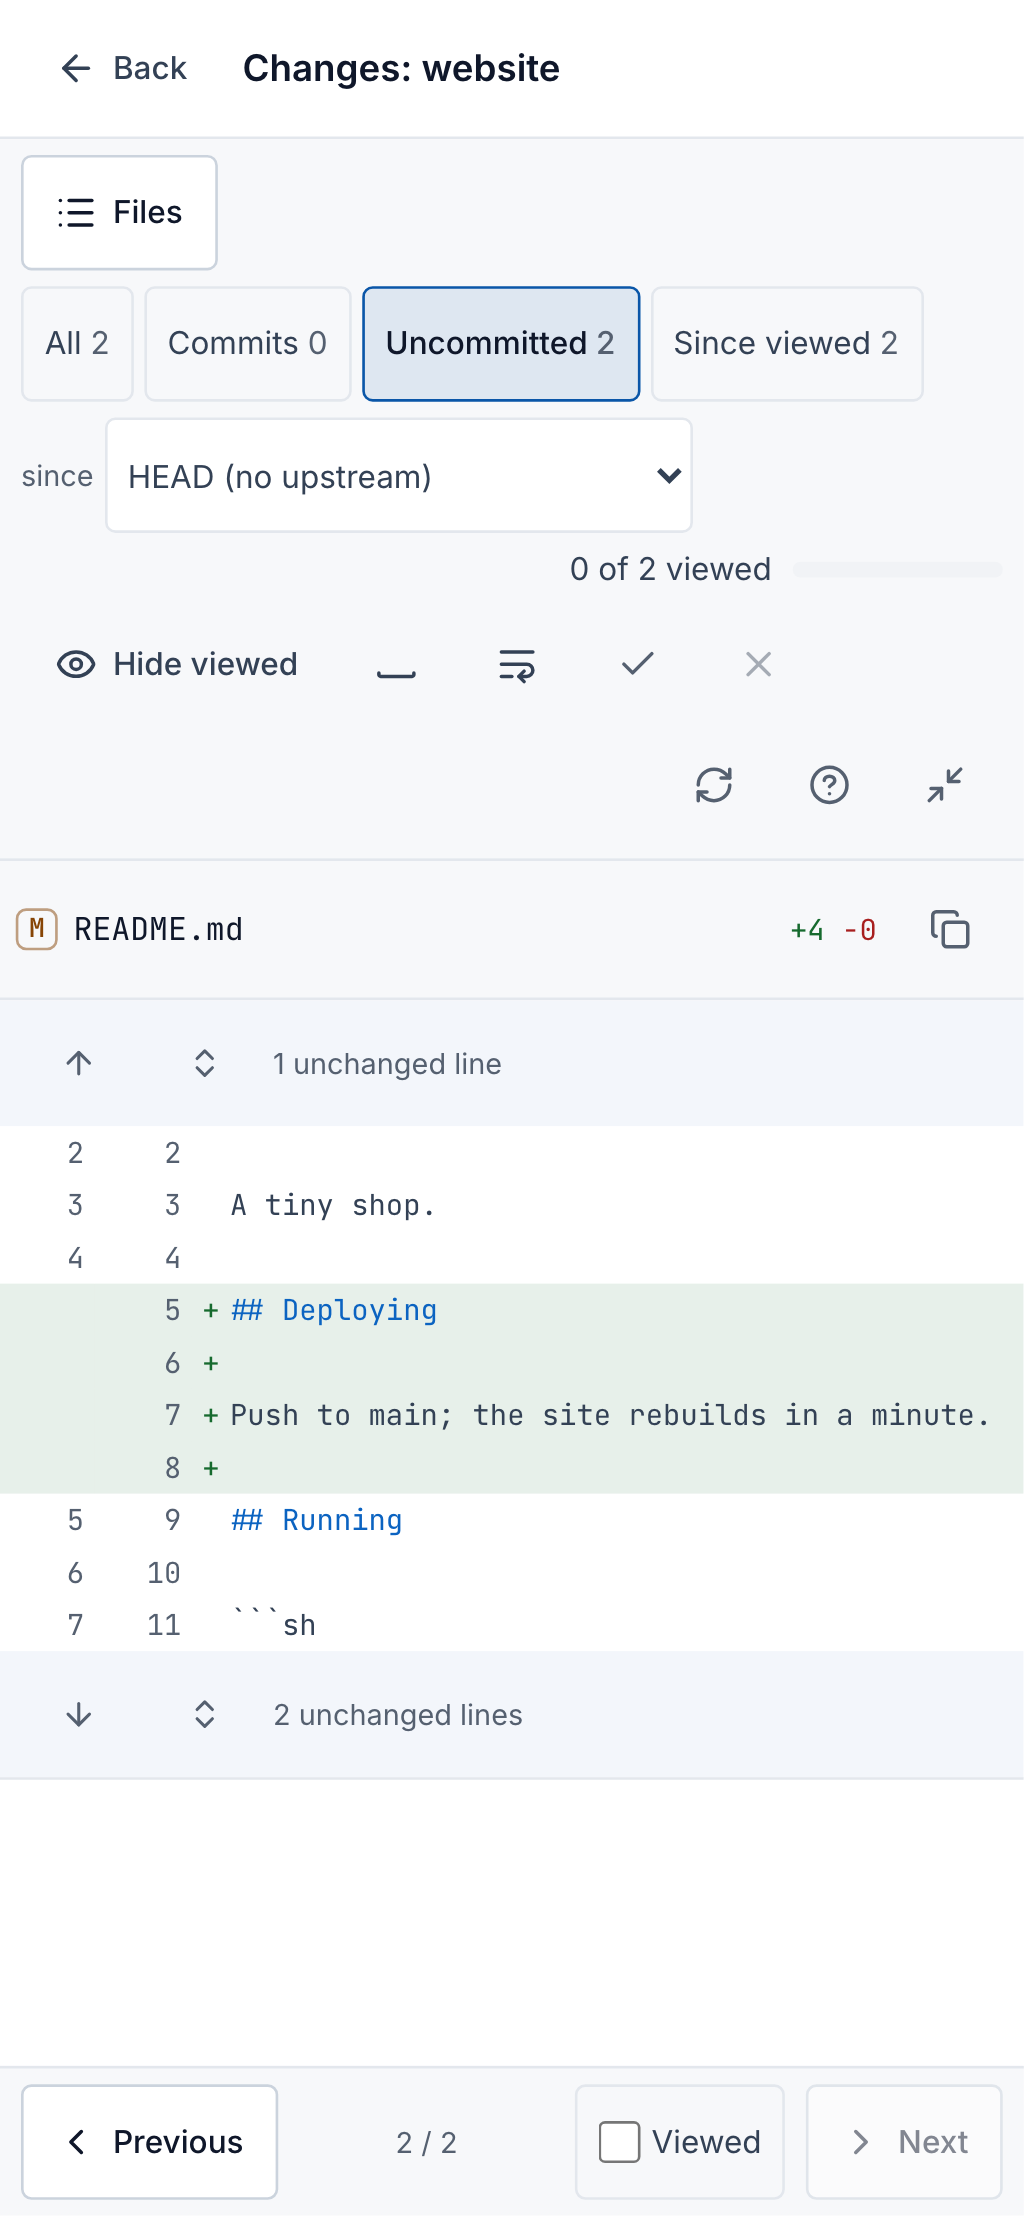 Back Changes: website
Files
All 2 Commits 0 Uncommitted 2 Since viewed 2
since HEAD (no upstream)
0 of 2 viewed
Hide viewed
M README.md +4 -0
1 unchanged line
2 2
3 3 A tiny shop.
4 4
5 + ## Deploying
6 +
7 + Push to main; the site rebuilds in a minute.
8 +
5 9 ## Running
6 10
7 11 ```sh
2 unchanged lines
Previous 2 / 2 Viewed Next